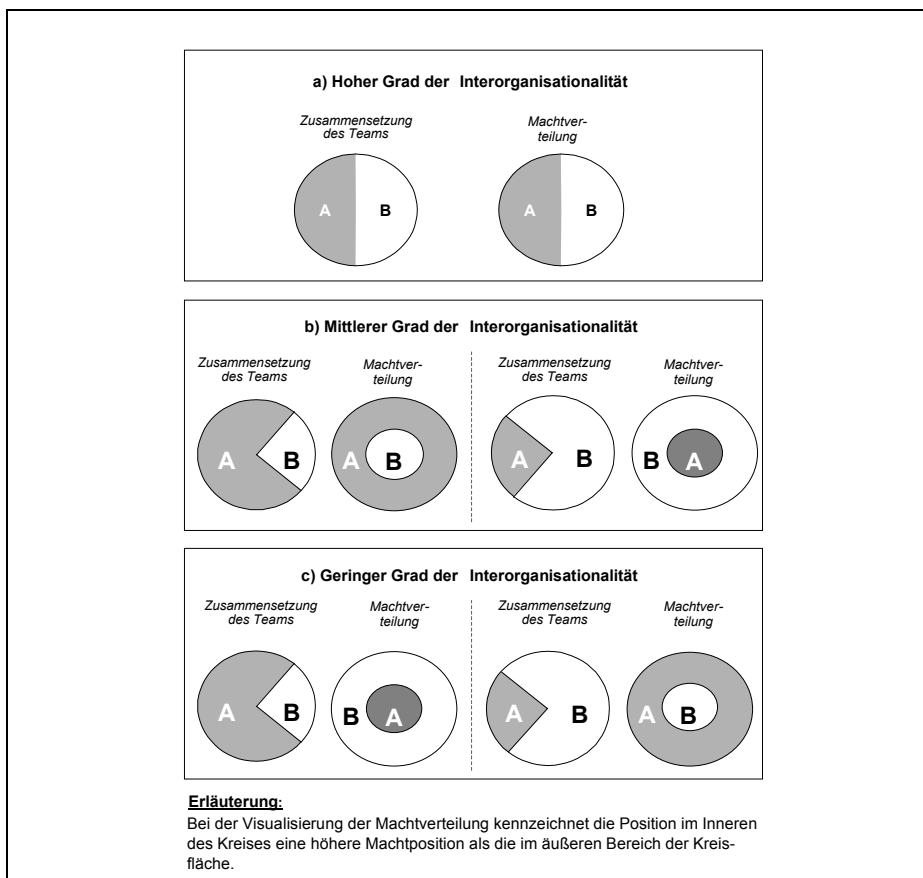 a) Hoher Grad der Interorganisationalität
Zusammensetzung
des Teams
Machtver-
teilung
A
B
A
B
b) Mittlerer Grad der Interorganisationalität
Zusammensetzung
des Teams
Machtver-
teilung
Zusammensetzung
des Teams
Machtver-
teilung
A
B
A
B
A
B
B
A
c) Geringer Grad der Interorganisationalität
Zusammensetzung
des Teams
Machtver-
teilung
Zusammensetzung
des Teams
Machtver-
teilung
A
B
B
A
A
B
A
B
Erläuterung:
Bei der Visualisierung der Machtverteilung kennzeichnet die Position im Inneren
des Kreises eine höhere Machtposition als die im äußeren Bereich der Kreis-
fläche.